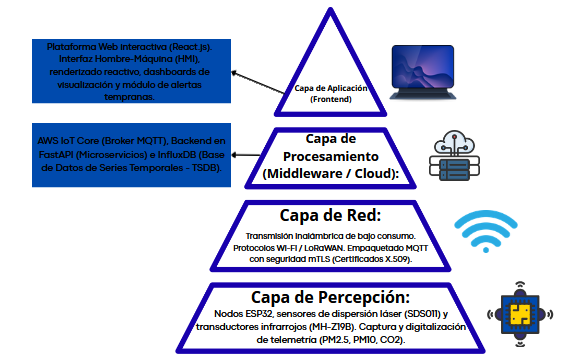 Plataforma Web interactiva (React.js).
Interfaz Hombre-Máquina (HMI),
renderizado reactivo, dashboards de
visualización y módulo de alertas
tempranas.
Capa de Aplicación
(Frontend)
AWS IoT Core (Broker MQTT), Backend en
FastAPI (Microservicios) e InfluxDB (Base
de Datos de Series Temporales - TSDB).
Capa de
Procesamiento
(Middleware / Cloud):
Capa de Red:
Transmisión inalámbrica de bajo consumo.
Protocolos Wi-Fi / LoRaWAN. Empaquetado MQTT
con seguridad mTLS (Certificados X.509).
Capa de Percepción:
Nodos ESP32, sensores de dispersión láser (SDS011) y
transductores infrarrojos (MH-Z19B). Captura y digitalización
de telemetría (PM2.5, PM10, CO2).